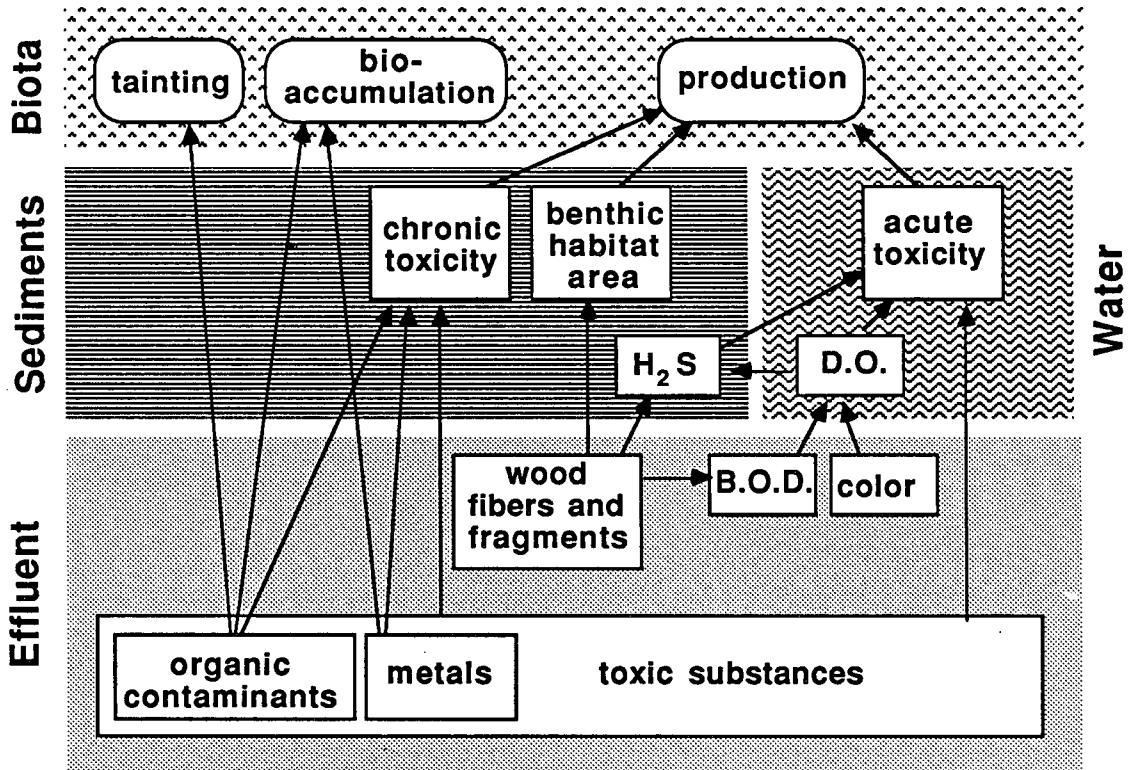 Biota
tainting
bio-
accumulation
production
Sediments
chronic
toxicity
benthic
habitat
area
acute
toxicity
Water
H2S
D.O.
Effluent
wood
fibers and
fragments
B.O.D.
color
organic
contaminants
metals
toxic substances